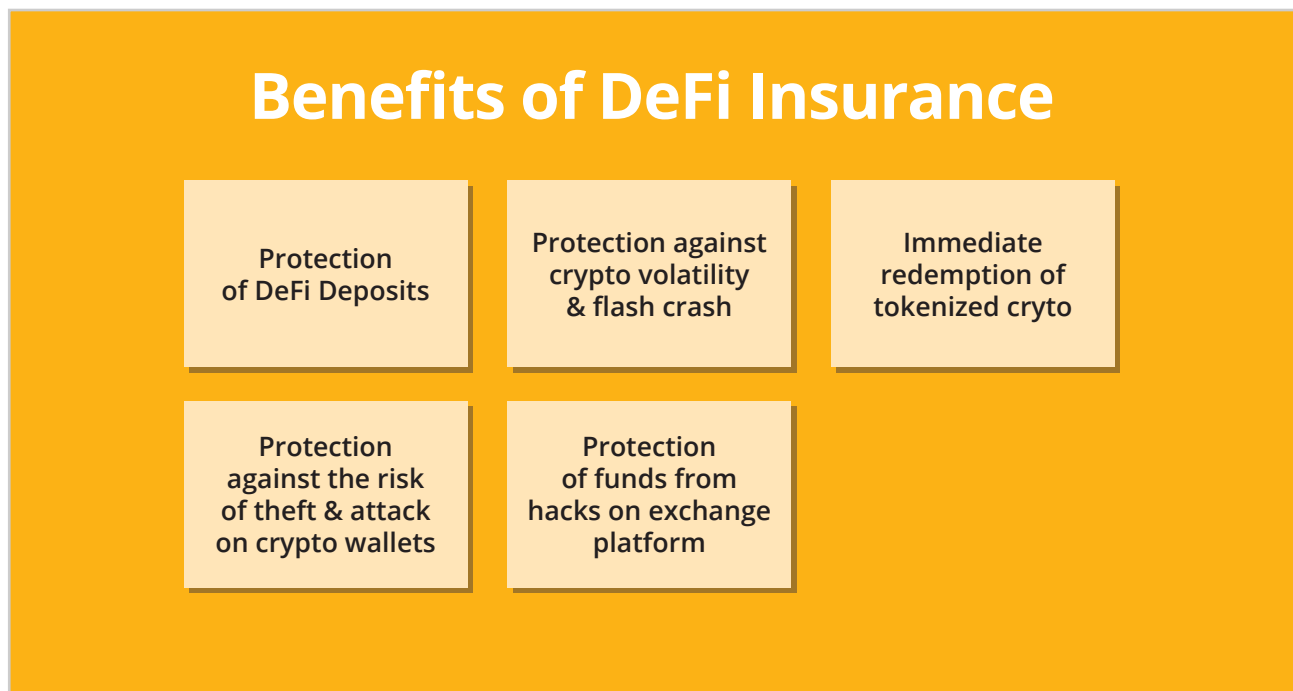 Benefits of DeFi Insurance
Protection
of DeFi Deposits
Protection against
crypto volatility
& flash crash
Immediate
redemption of
tokenized cryto
Protection
against the risk
of theft & attack
on crypto wallets
Protection
of funds from
hacks on exchange
platform